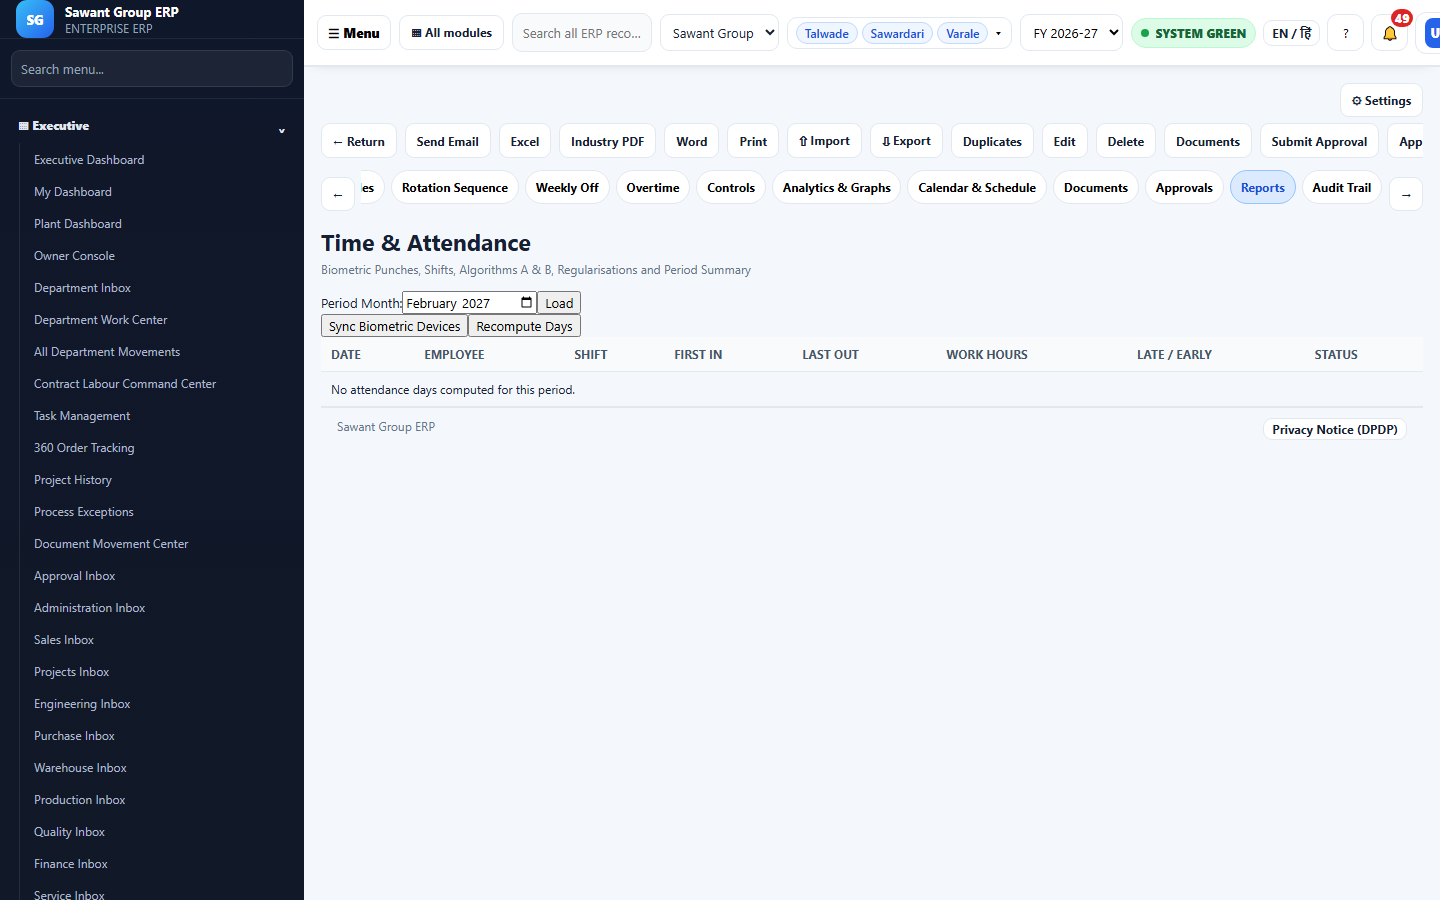 SG
Sawant Group ERP
ENTERPRISE ERP
Search menu...
Executive
Executive Dashboard
My Dashboard
Plant Dashboard
Owner Console
Department Inbox
Department Work Center
All Department Movements
Contract Labour Command Center
Task Management
360 Order Tracking
Project History
Process Exceptions
Document Movement Center
Approval Inbox
Administration Inbox
Sales Inbox
Projects Inbox
Engineering Inbox
Purchase Inbox
Warehouse Inbox
Production Inbox
Quality Inbox
Finance Inbox
Service Inbox
☰ Menu
All modules
Search all ERP reco...
Sawant Group
Talwade Sawardari Varale
FY 2026-27
SYSTEM GREEN
EN / हिं
?
49
U
⚙ Settings
← Return
Send Email
Excel
Industry PDF
Word
Print
⇧ Import
⇩ Export
Duplicates
Edit
Delete
Documents
Submit Approval
App
←
es
Rotation Sequence
Weekly Off
Overtime
Controls
Analytics & Graphs
Calendar & Schedule
Documents
Approvals
Reports
Audit Trail
→
Time & Attendance
Biometric Punches, Shifts, Algorithms A & B, Regularisations and Period Summary
Period Month: February 2027 Load
Sync Biometric Devices Recompute Days
DATE EMPLOYEE SHIFT FIRST IN LAST OUT WORK HOURS LATE / EARLY STATUS
No attendance days computed for this period.
Sawant Group ERP
Privacy Notice (DPDP)